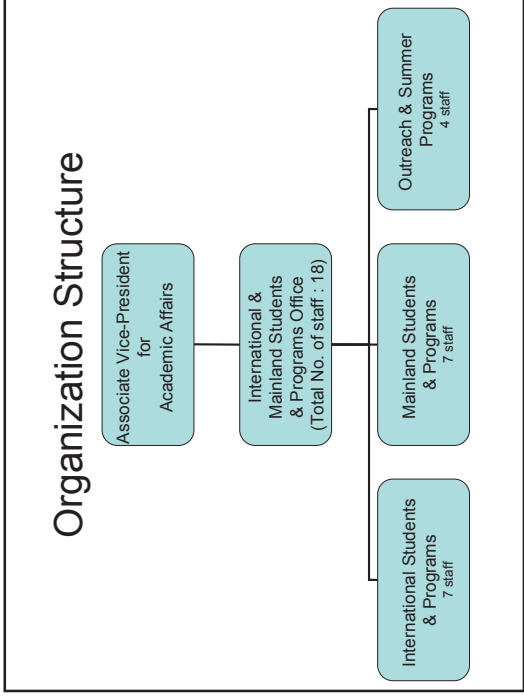 Organization Structure
Associate Vice-President
for
Academic Affairs
International &
Mainland Students
& Programs Office
(Total No. of staff : 18)
International Students
& Programs
7 staff
Mainland Students
& Programs
7 staff
Outreach & Summer
Programs
4 staff